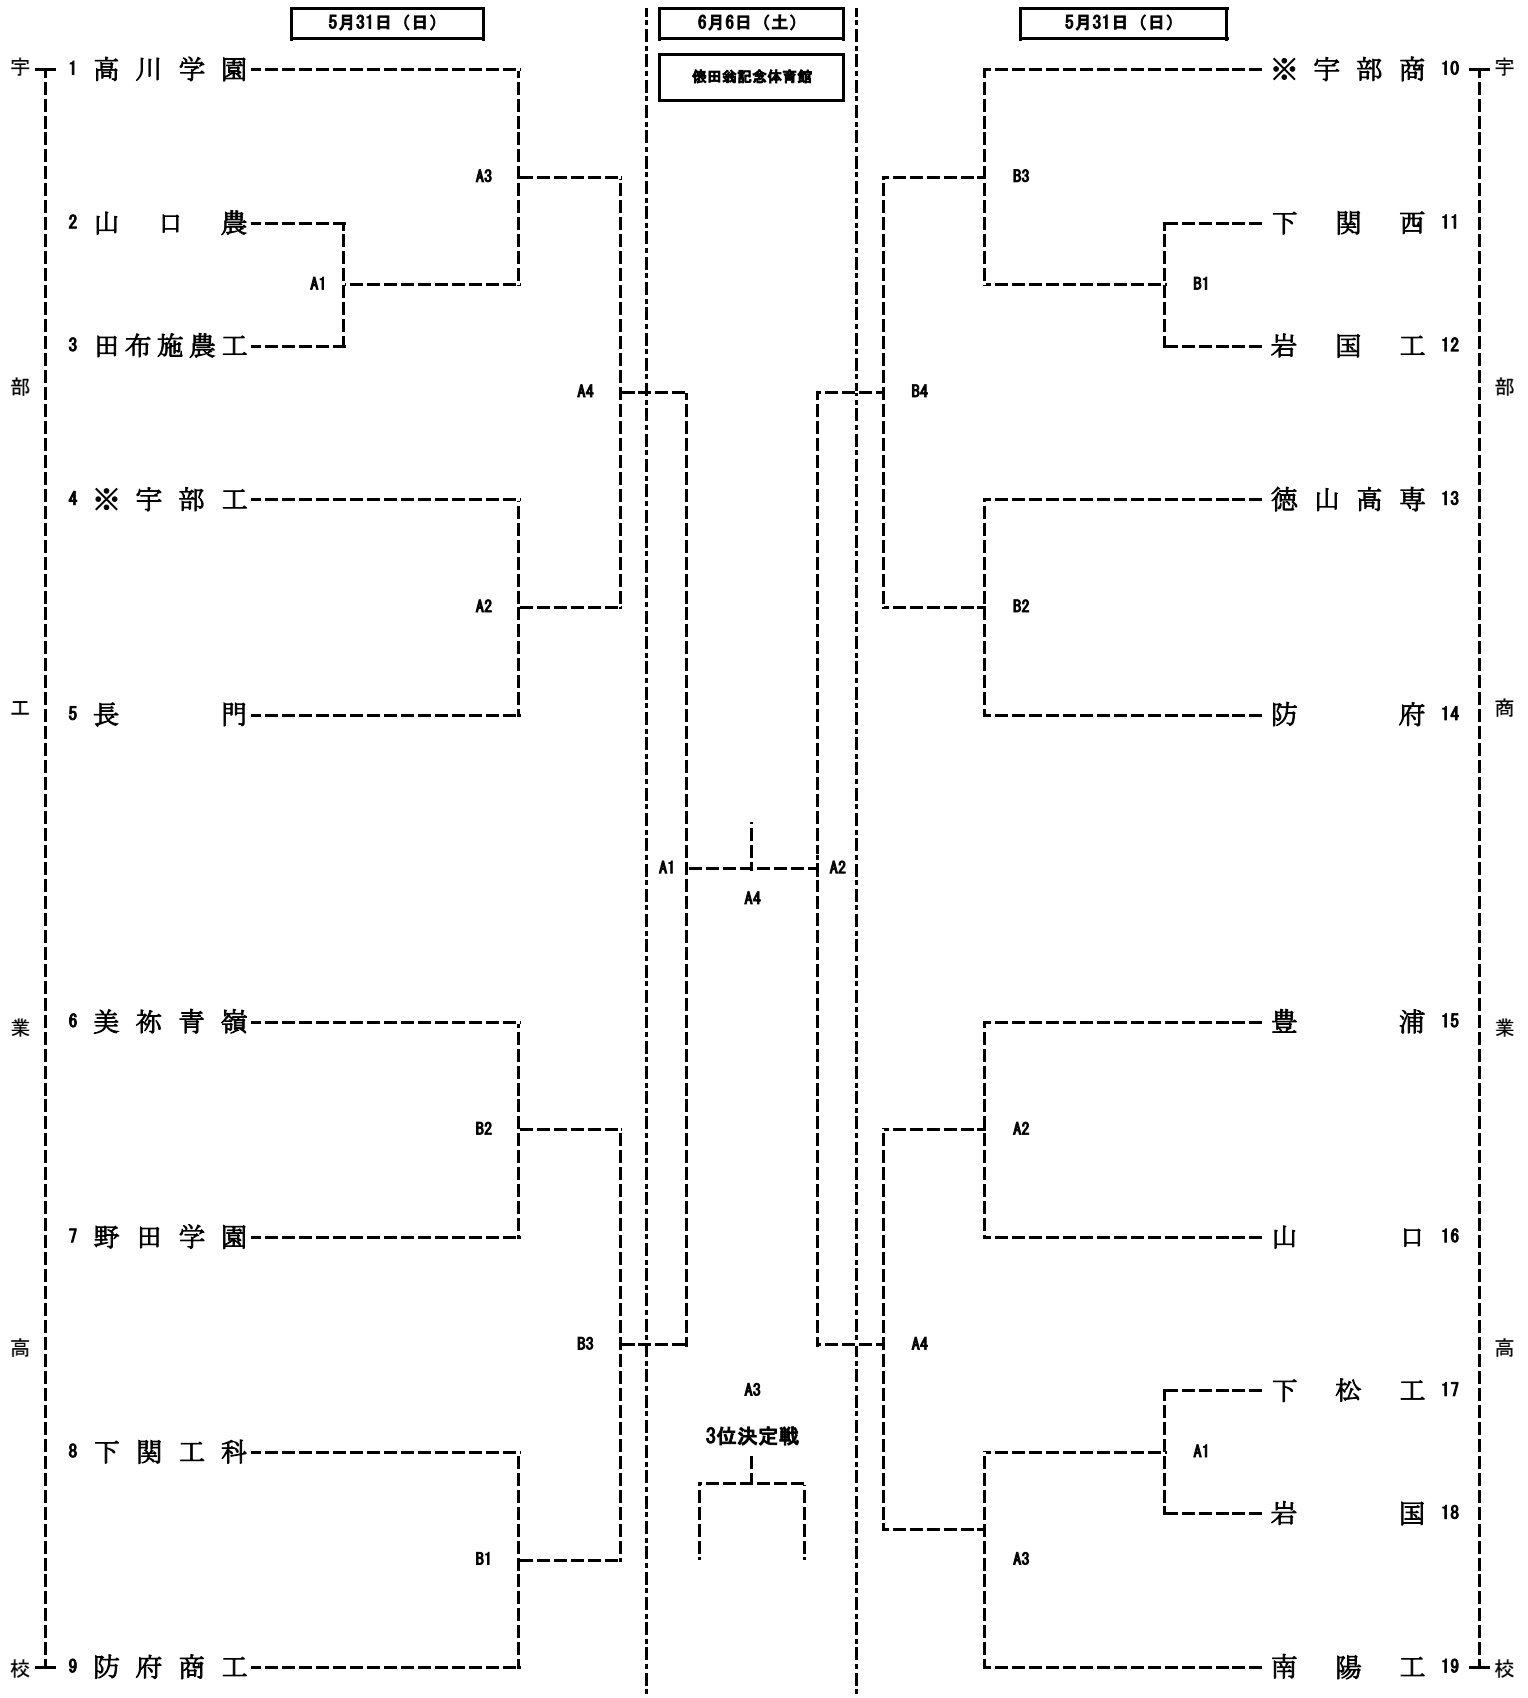 5月31日（日）
6月6日（土）
5月31日（日）
俵田翁記念体育館
宇部工業高校
1 高川学園
A3
2 山口農
A1
3 田布施農工
A4
4 ※宇部工
A2
5 長門
6 美祢青嶺
B2
7 野田学園
B3
8 下関工科
B1
9 防府商工
A1
A4
A2
A3
3位決定戦
※宇部商 10
B3
下関西 11
B1
岩国工 12
B4
徳山高専 13
B2
防府 14
豊浦 15
A2
山口 16
A4
下松工 17
A1
岩国 18
A3
南陽工 19
宇部商業高校